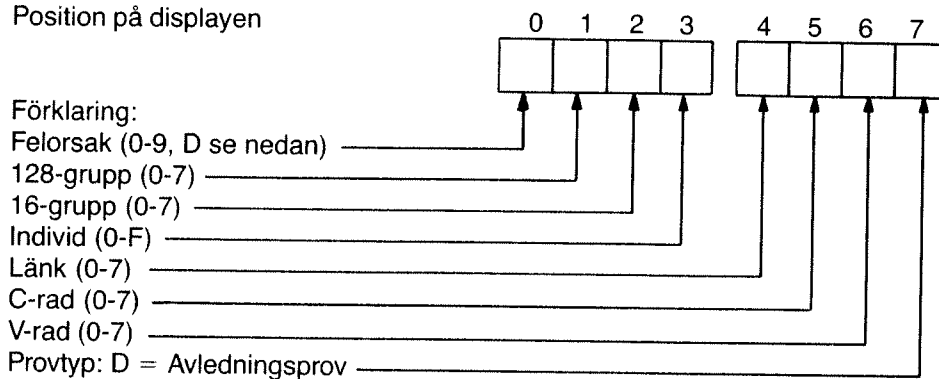 Position på displayen
0 1 2 3 4 5 6 7
Förklaring:
Felorsak (0-9, D se nedan)
128-grupp (0-7)
16-grupp (0-7)
Individ (0-F)
Länk (0-7)
C-rad (0-7)
V-rad (0-7)
Provtyp: D = Avledningsprov